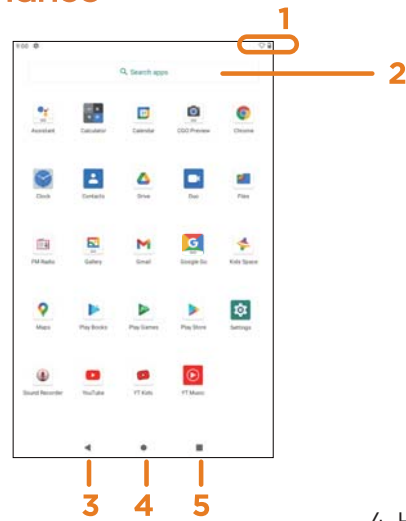 1
9:00
Search apps
2
Assistant Calculator Calendar GGO Preview Chrome
Clock Contacts Drive Duo Files
FM Radio Gallery Gmail Google Go Kids Space
Maps Play Books Play Games Play Store Settings
Sound Recorder YouTube YT Kids YT Music
3 4 5